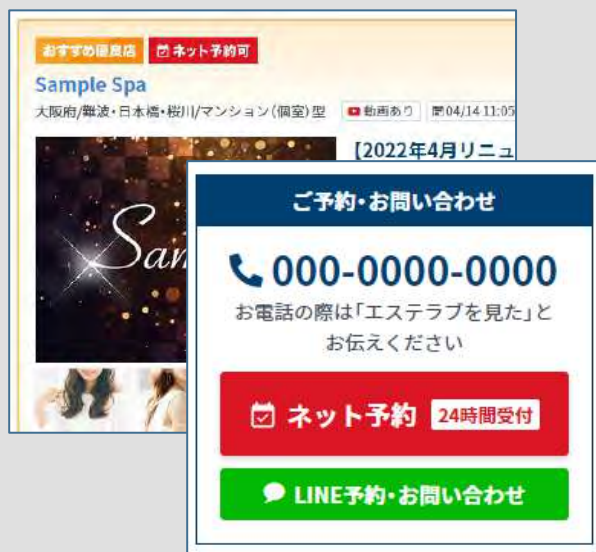 おすすめ優良店 ネット予約可
Sample Spa
大阪府/難波・日本橋・桜川/マンション(個室)型 動画あり 04/14 11:05
【2022年4月リニュ
Sam
ご予約・お問い合わせ
000-0000-0000
お電話の際は「エステラブを見た」と
お伝えください
ネット予約 24時間受付
LINE予約・お問い合わせ